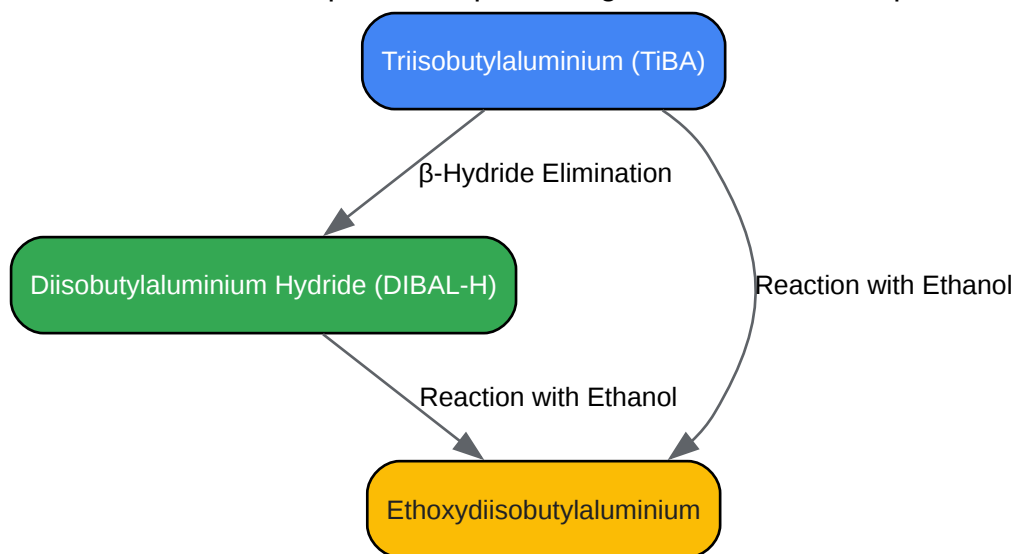 Triisobutylaluminium (TiBA)
β-Hydride Elimination
Diisobutylaluminium Hydride (DIBAL-H)
Reaction with Ethanol
Reaction with Ethanol
Ethoxydiisobutylaluminium